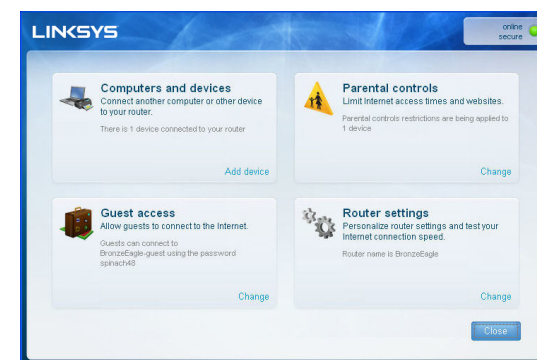 LINKSYS
online
secure
Computers and devices
Connect another computer or other device
to your router.
There is 1 device connected to your router
Add device
Parental controls
Limit Internet access times and websites.
Parental controls restrictions are being applied to
1 device
Change
Guest access
Allow guests to connect to the Internet.
Guests can connect to
BronzeEagle-guest using the password
spinach48
Change
Router settings
Personalize router settings and test your
Internet connection speed.
Router name is BronzeEagle
Change
Close